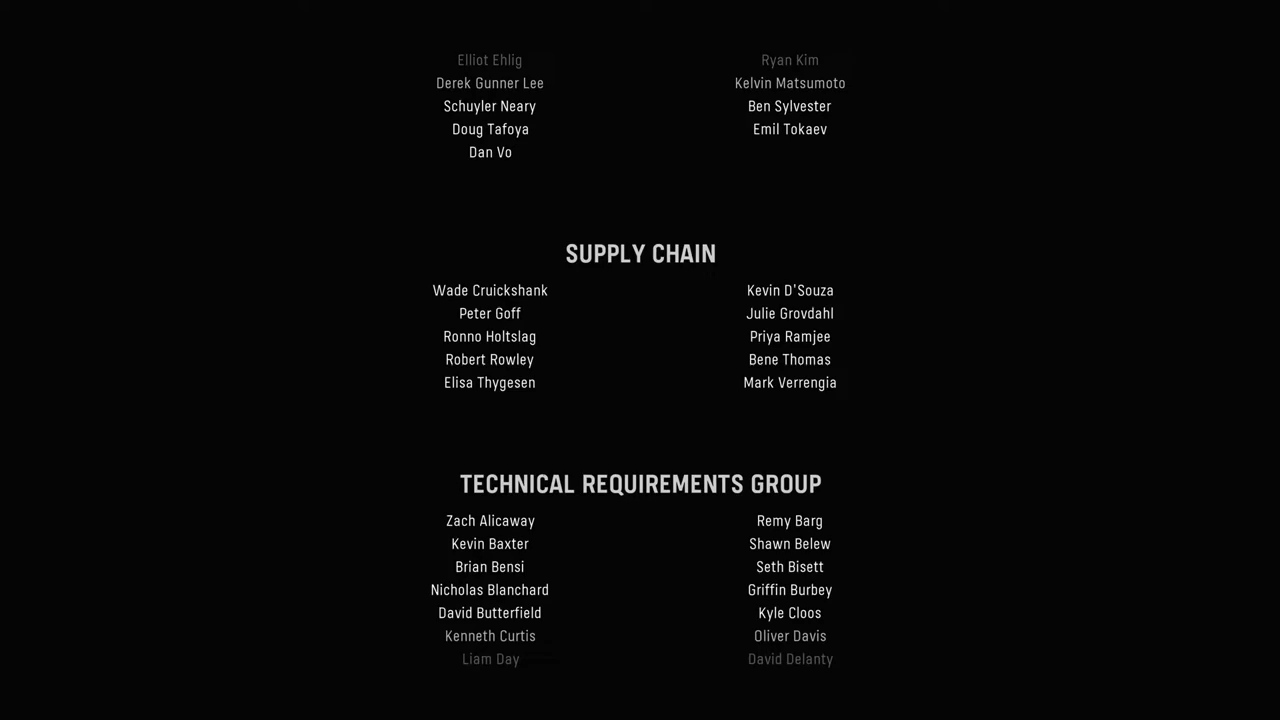 Elliot Ehlig Ryan Kim
Derek Gunner Lee Kelvin Matsumoto
Schuyler Neary Ben Sylvester
Doug Tafoya Emil Tokaev
Dan Vo
SUPPLY CHAIN
Wade Cruickshank Kevin D'Souza
Peter Goff Julie Grovdahl
Ronno Holtslag Priya Ramjee
Robert Rowley Bene Thomas
Elisa Thygesen Mark Verrengia
TECHNICAL REQUIREMENTS GROUP
Zach Alicaway Remy Barg
Kevin Baxter Shawn Belew
Brian Bensi Seth Bisett
Nicholas Blanchard Griffin Burbey
David Butterfield Kyle Cloos
Kenneth Curtis Oliver Davis
Liam Day David Delanty